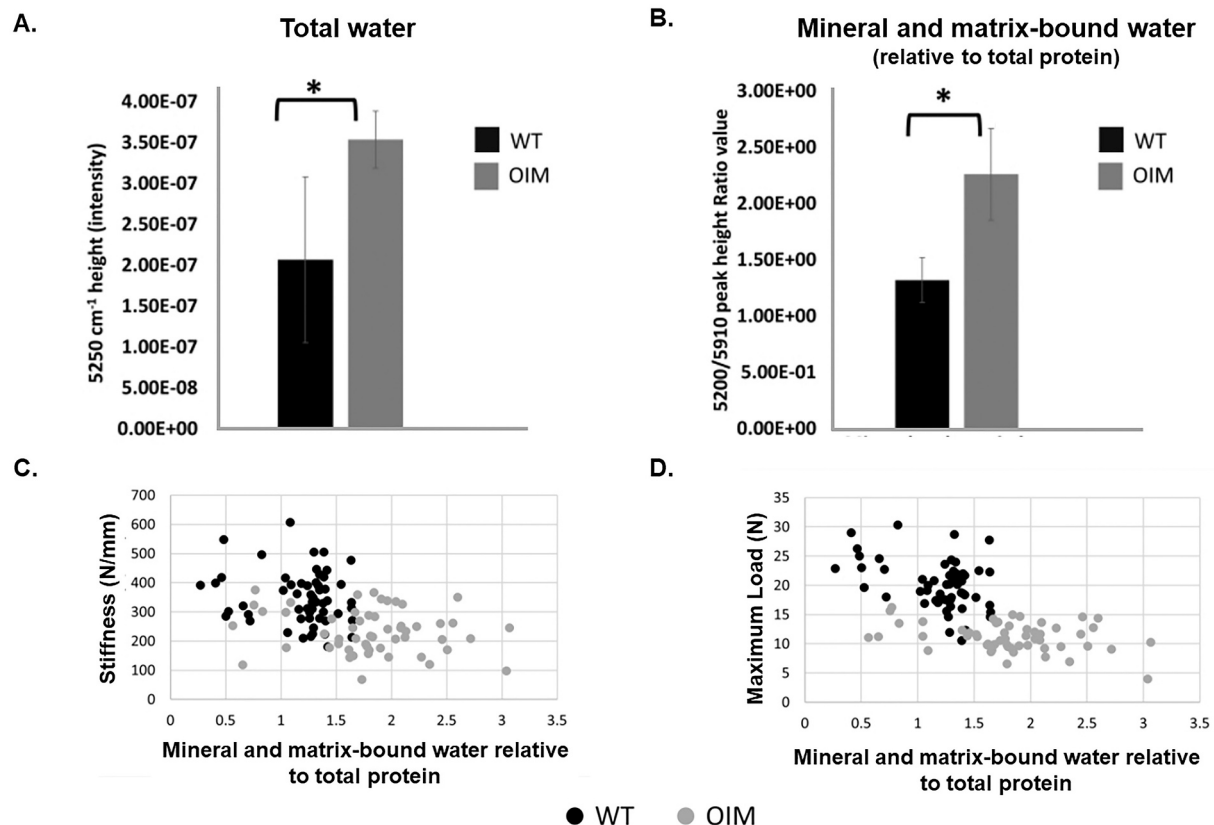 A.
Total water
5250 cm⁻¹ height (intensity)
4.00E-07
3.50E-07
3.00E-07
2.50E-07
2.00E-07
1.50E-07
1.00E-07
5.00E-08
0.00E+00
*
WT
OIM
B.
Mineral and matrix-bound water
(relative to total protein)
5200/5910 peak height Ratio value
3.00E+00
2.50E+00
2.00E+00
1.50E+00
1.00E+00
5.00E-01
0.00E+00
*
WT
OIM
C.
Stiffness (N/mm)
700
600
500
400
300
200
100
0
0 0.5 1 1.5 2 2.5 3 3.5
Mineral and matrix-bound water relative
to total protein
D.
Maximum Load (N)
35
30
25
20
15
10
5
0
0 0.5 1 1.5 2 2.5 3 3.5
Mineral and matrix-bound water relative
to total protein
WT OIM